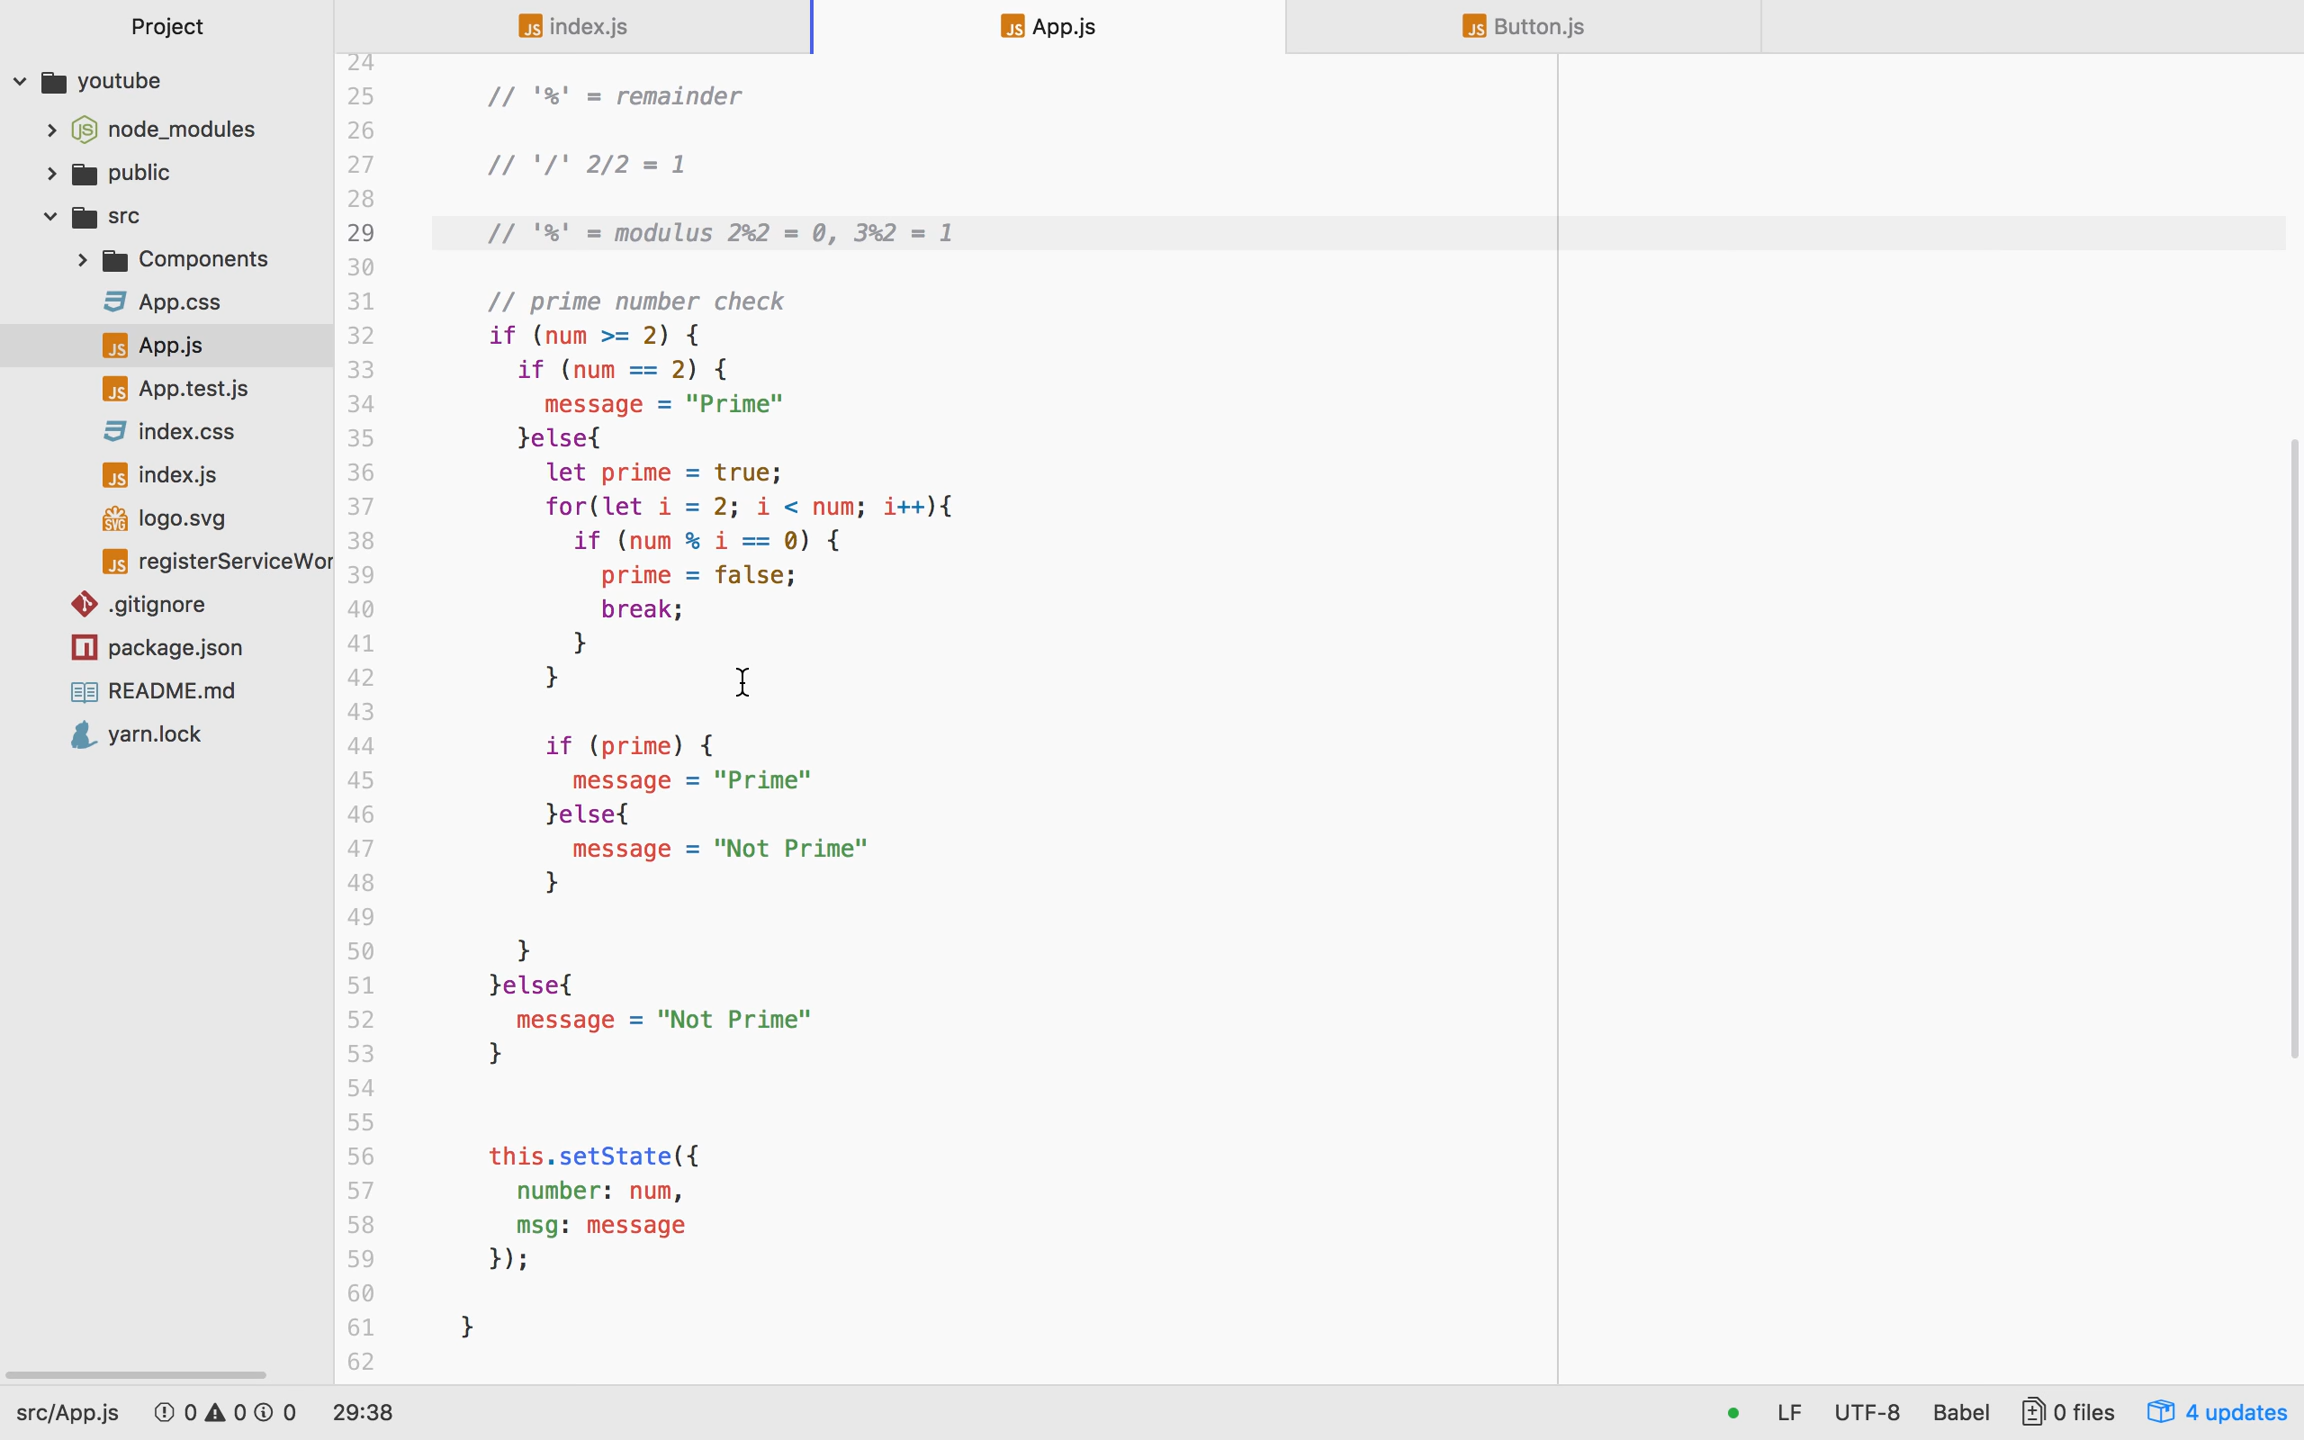 Project
index.js
App.js
Button.js
youtube
node_modules
public
src
Components
App.css
App.js
App.test.js
index.css
index.js
logo.svg
registerServiceWor
.gitignore
package.json
README.md
yarn.lock
24
25 // '%' = remainder
26
27 // '/' 2/2 = 1
28
29 // '%' = modulus 2%2 = 0, 3%2 = 1
30
31 // prime number check
32 if (num >= 2) {
33 if (num == 2) {
34 message = "Prime"
35 }else{
36 let prime = true;
37 for(let i = 2; i < num; i++){
38 if (num % i == 0) {
39 prime = false;
40 break;
41 }
42 }
43
44 if (prime) {
45 message = "Prime"
46 }else{
47 message = "Not Prime"
48 }
49
50 }
51 }else{
52 message = "Not Prime"
53 }
54
55
56 this.setState({
57 number: num,
58 msg: message
59 });
60
61 }
62
src/App.js 0 0 0 29:38 LF UTF-8 Babel 0 files 4 updates